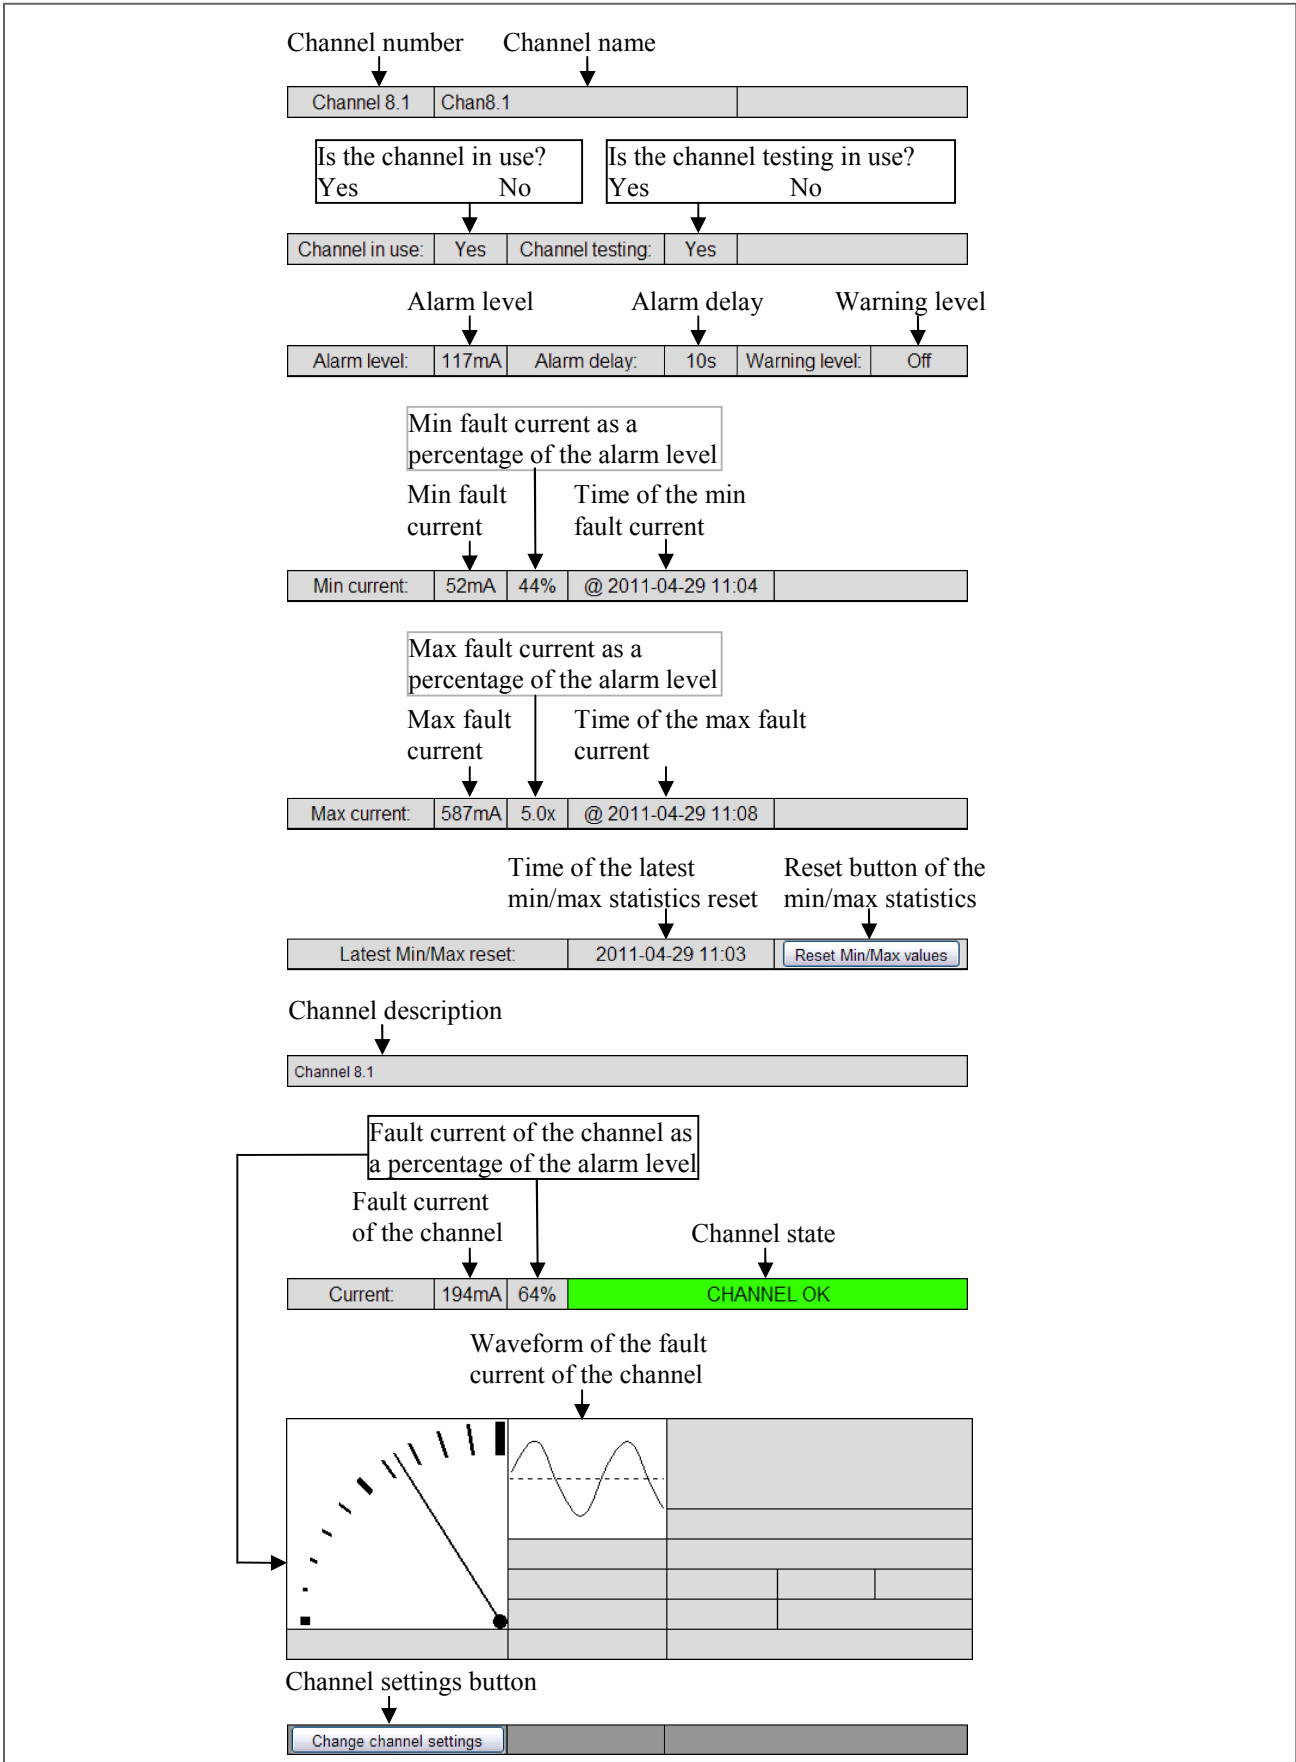 Channel number Channel name
Channel 8.1 Chan8.1
Is the channel in use?
Yes No
Is the channel testing in use?
Yes No
Channel in use: Yes Channel testing: Yes
Alarm level Alarm delay Warning level
Alarm level: 117mA Alarm delay: 10s Warning level: Off
Min fault current as a
percentage of the alarm level
Min fault
current
Time of the min
fault current
Min current: 52mA 44% @ 2011-04-29 11:04
Max fault current as a
percentage of the alarm level
Max fault
current
Time of the max fault
current
Max current: 587mA 5.0x @ 2011-04-29 11:08
Time of the latest
min/max statistics reset
Reset button of the
min/max statistics
Latest Min/Max reset: 2011-04-29 11:03 Reset Min/Max values
Channel description
Channel 8.1
Fault current of the channel as
a percentage of the alarm level
Fault current
of the channel
Channel state
Current: 194mA 64% CHANNEL OK
Waveform of the fault
current of the channel
Channel settings button
Change channel settings